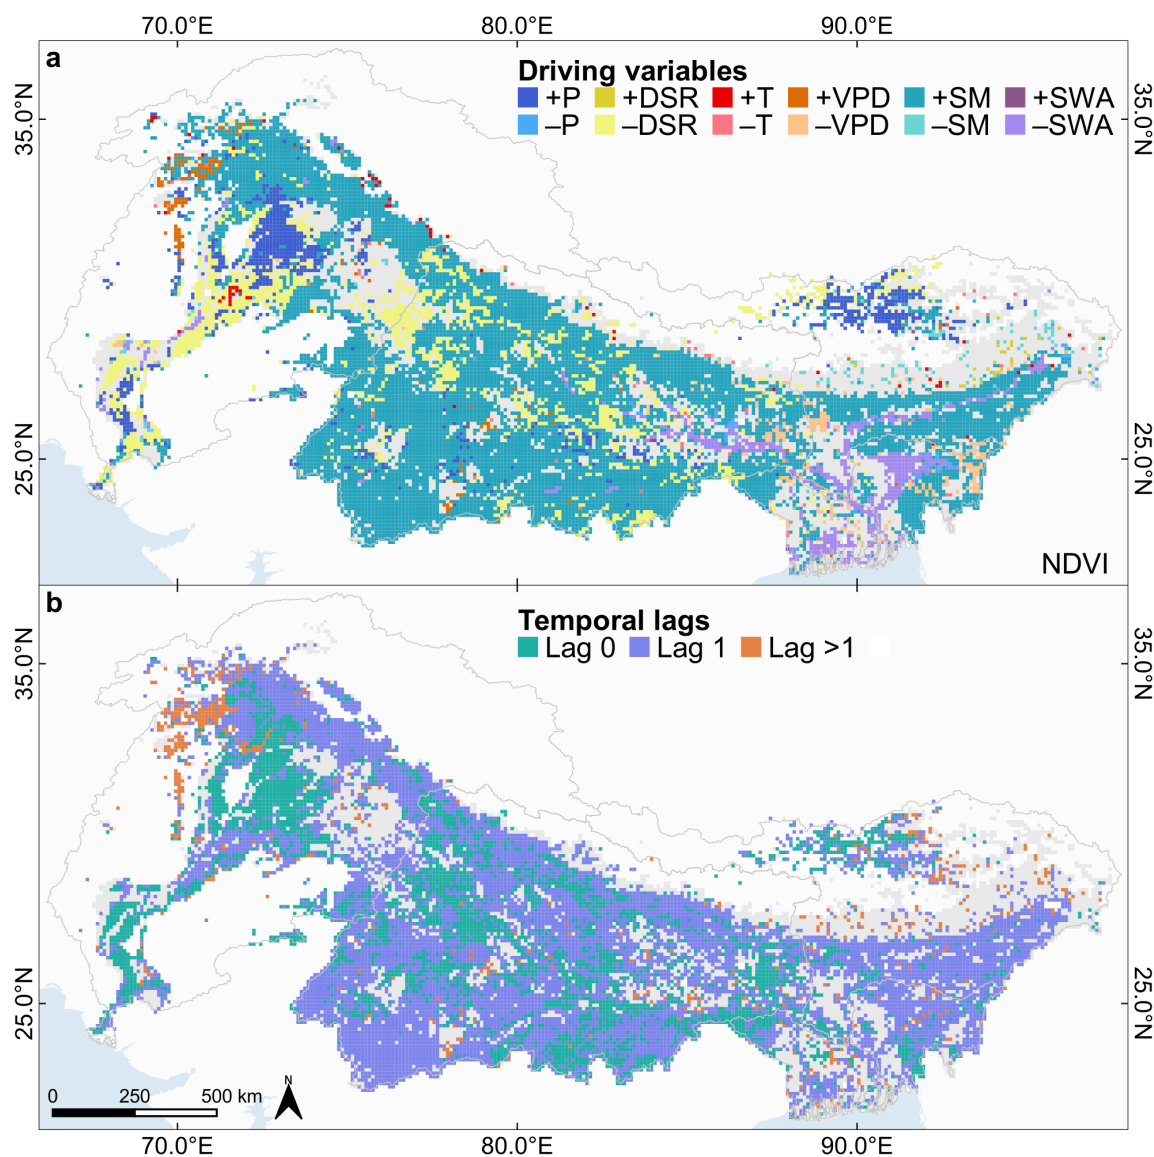 70.0°E 80.0°E 90.0°E
a
Driving variables
+P +DSR +T +VPD +SM +SWA
–P –DSR –T –VPD –SM –SWA
35.0°N 35.0°N
25.0°N 25.0°N
NDVI
b
Temporal lags
Lag 0 Lag 1 Lag >1
35.0°N 35.0°N
25.0°N 25.0°N
N
0 250 500 km
70.0°E 80.0°E 90.0°E